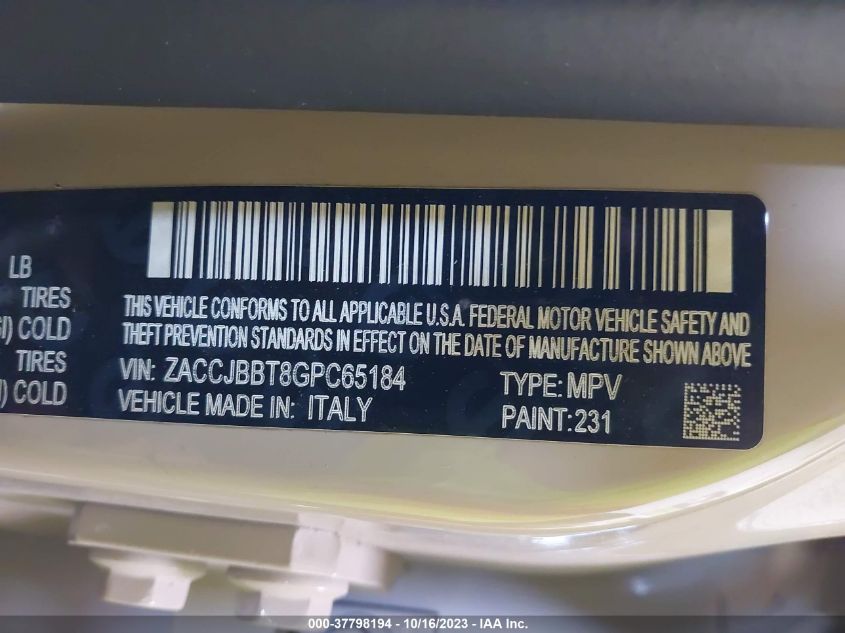 LB
TIRES
SI) COLD
TIRES
I) COLD
THIS VEHICLE CONFORMS TO ALL APPLICABLE U.S.A. FEDERAL MOTOR VEHICLE SAFETY AND
THEFT PREVENTION STANDARDS IN EFFECT ON THE DATE OF MANUFACTURE SHOWN ABOVE
VIN: ZACCJBBT8GPC65184
TYPE: MPV
VEHICLE MADE IN: ITALY
PAINT:231
000-37798194 - 10/16/2023 - IAA Inc.